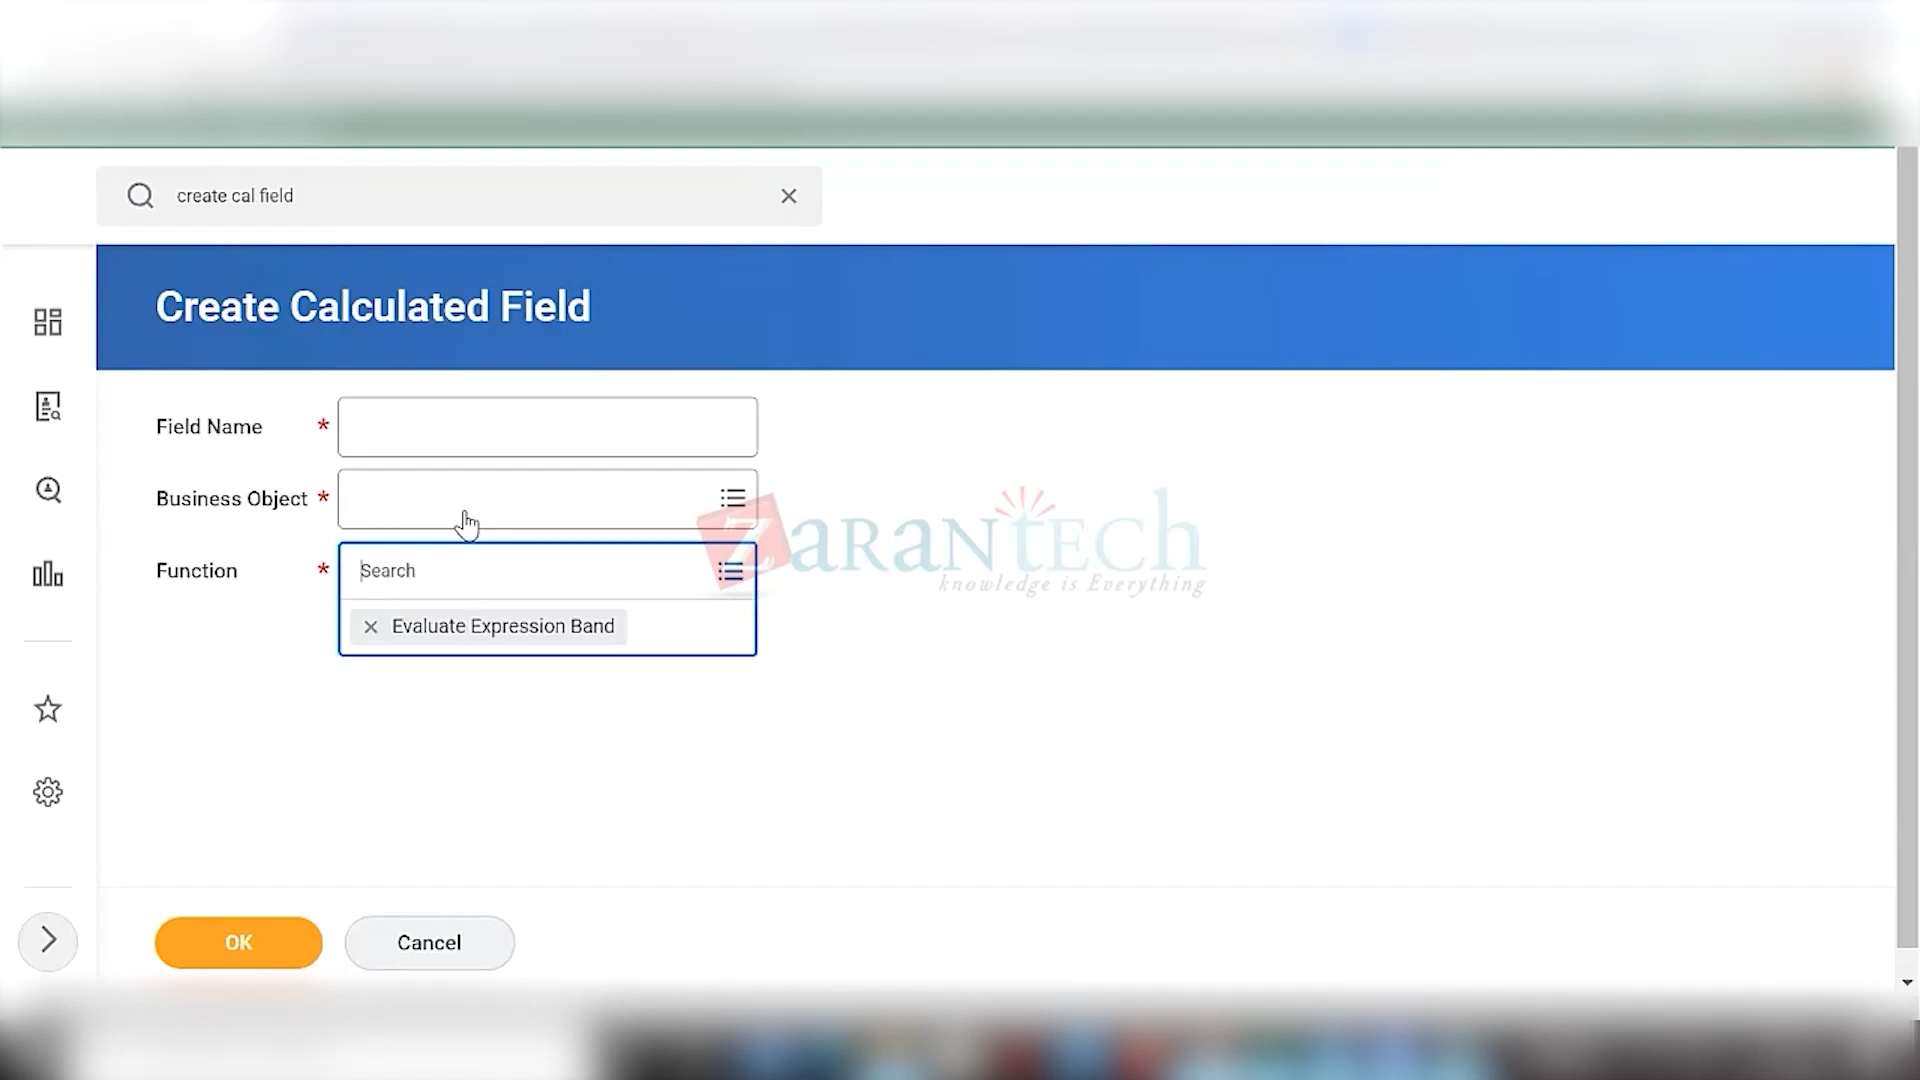 create cal field
Create Calculated Field
Field Name *
Business Object *
Function *
Search
Evaluate Expression Band
ZARANTECH
knowledge is Everything
OK
Cancel